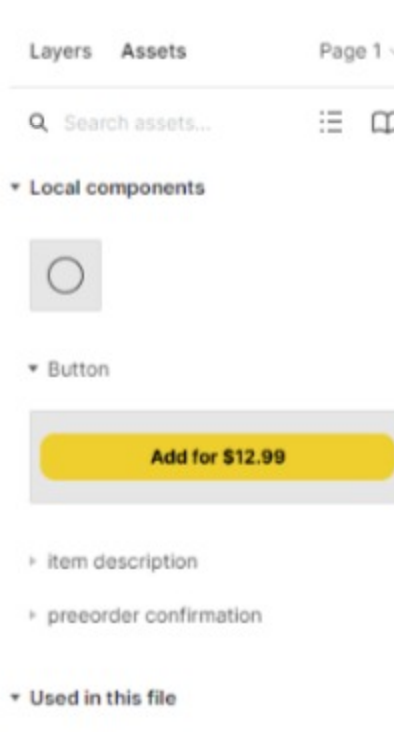 Layers Assets Page 1
Search assets...
Local components
Button
Add for $12.99
item description
preeorder confirmation
Used in this file